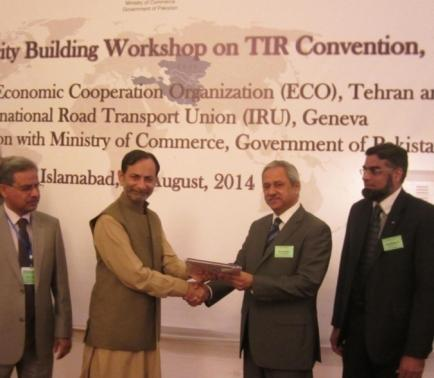 Ministry of Commerce
Government of Pakistan
city Building Workshop on TIR Convention,
Economic Cooperation Organization (ECO), Tehran an
national Road Transport Union (IRU), Geneva
on with Ministry of Commerce, Government of Pakista
Islamabad, August, 2014